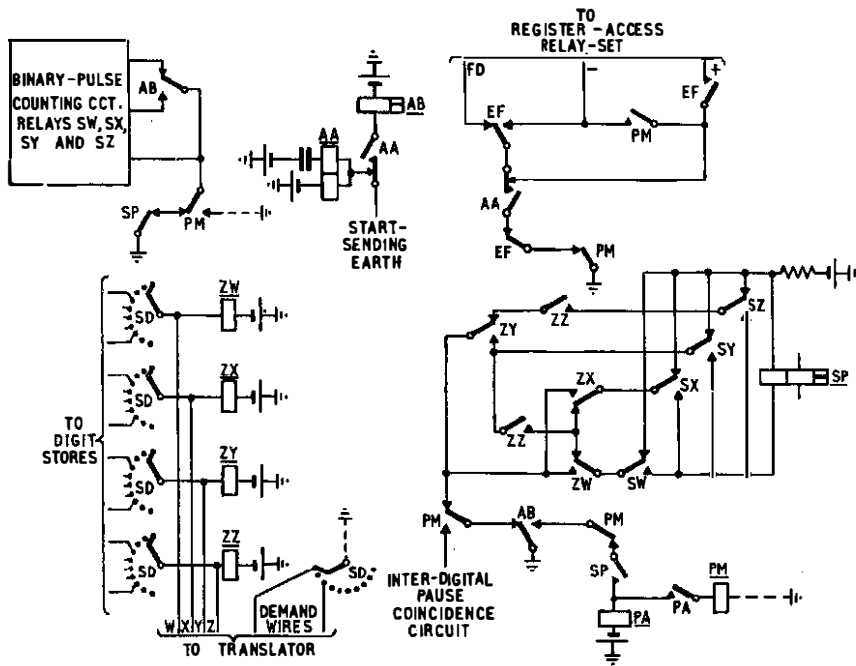 TO
REGISTER-ACCESS
RELAY-SET
BINARY-PULSE
COUNTING CCT.
RELAYS SW, SX,
SY AND SZ
AB
SP
PM
AA
AB
AA
START-
SENDING
EARTH
FD
-
+
EF
EF
PM
AA
EF
PM
TO
DIGIT
STORES
SD
ZW
SD
ZX
SD
ZY
SD
ZZ
W X Y Z
TO TRANSLATOR
DEMAND
WIRES
SD
ZY
ZZ
SZ
SY
ZX
SX
SP
ZZ
ZW
SW
PM
AB
PM
SP
INTER-DIGITAL
PAUSE
COINCIDENCE
CIRCUIT
PA
PM
PA